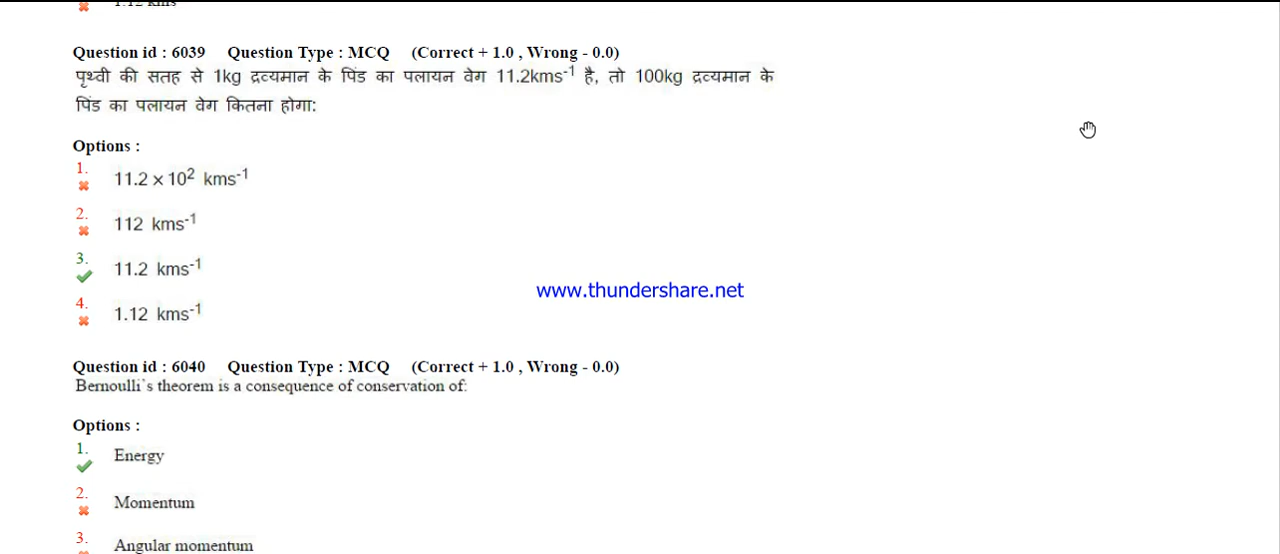 1.12 kms
Question id : 6039 Question Type : MCQ (Correct + 1.0 , Wrong - 0.0)
पृथ्वी की सतह से 1kg द्रव्यमान के पिंड का पलायन वेग 11.2kms⁻¹ है, तो 100kg द्रव्यमान के
पिंड का पलायन वेग कितना होगा:
Options :
1. 11.2 × 10² kms⁻¹
2. 112 kms⁻¹
3. 11.2 kms⁻¹
www.thundershare.net
4. 1.12 kms⁻¹
Question id : 6040 Question Type : MCQ (Correct + 1.0 , Wrong - 0.0)
Bernoulli`s theorem is a consequence of conservation of:
Options :
1. Energy
2. Momentum
3. Angular momentum